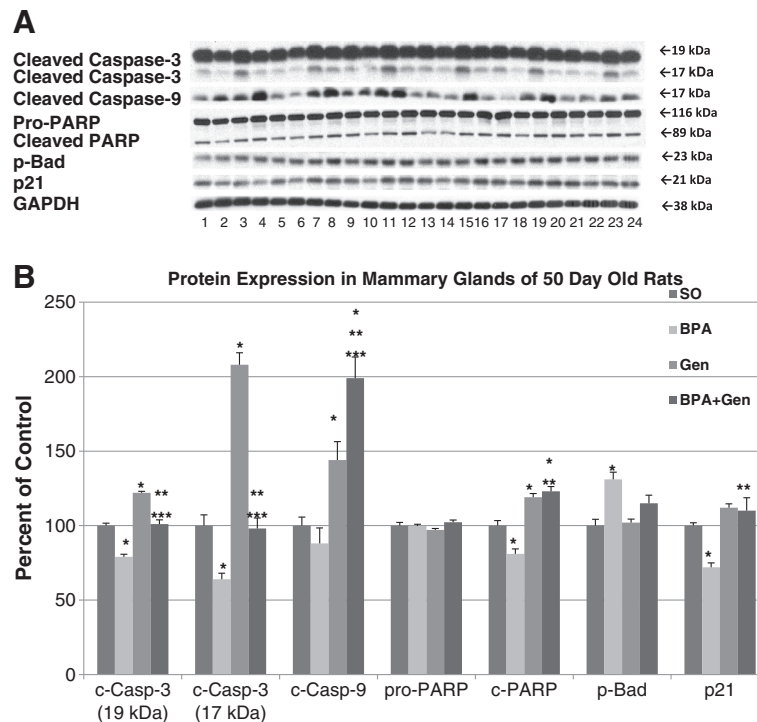 A
Cleaved Caspase-3 ←19 kDa
Cleaved Caspase-3 ←17 kDa
Cleaved Caspase-9 ←17 kDa
Pro-PARP ←116 kDa
Cleaved PARP ←89 kDa
p-Bad ←23 kDa
p21 ←21 kDa
GAPDH ←38 kDa
1 2 3 4 5 6 7 8 9 10 11 12 13 14 15 16 17 18 19 20 21 22 23 24
B
Protein Expression in Mammary Glands of 50 Day Old Rats
SO
BPA
Gen
BPA+Gen
Percent of Control
250
200
150
100
50
0
* * ** *** * * ** *** * * ** *** * * * ** * * **
c-Casp-3 (19 kDa)
c-Casp-3 (17 kDa)
c-Casp-9
pro-PARP
c-PARP
p-Bad
p21